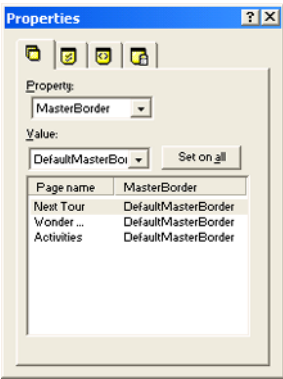 Properties ? X
Property:
MasterBorder
Value:
DefaultMasterBor Set on all
Page name MasterBorder
Next Tour DefaultMasterBorder
Wonder ... DefaultMasterBorder
Activities DefaultMasterBorder